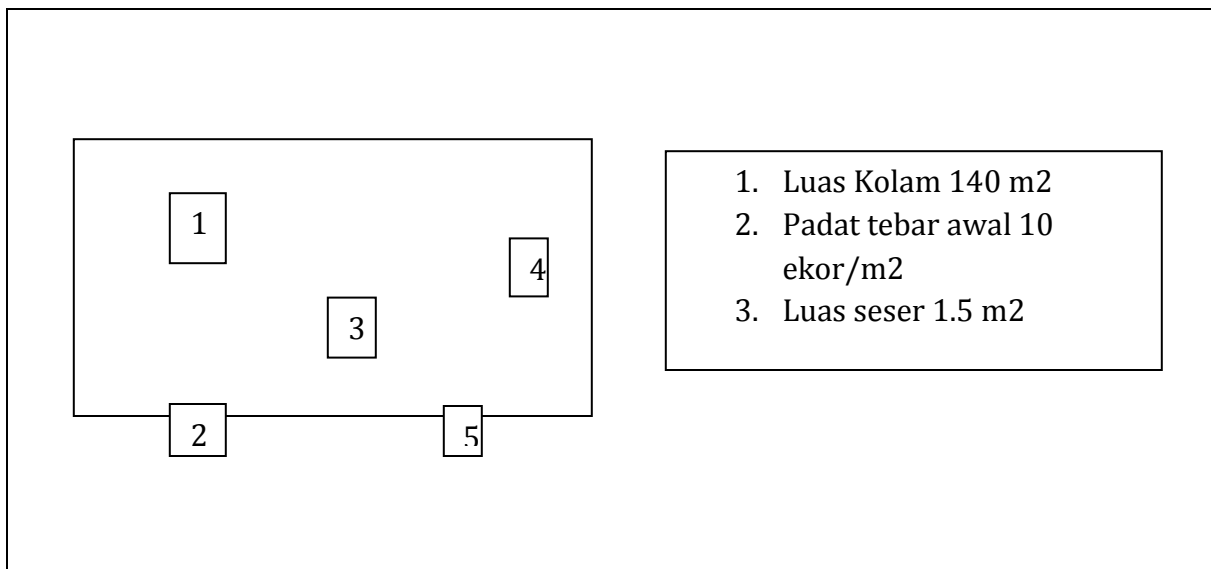 1
4
3
2
5
1. Luas Kolam 140 m2
2. Padat tebar awal 10
ekor/m2
3. Luas seser 1.5 m2